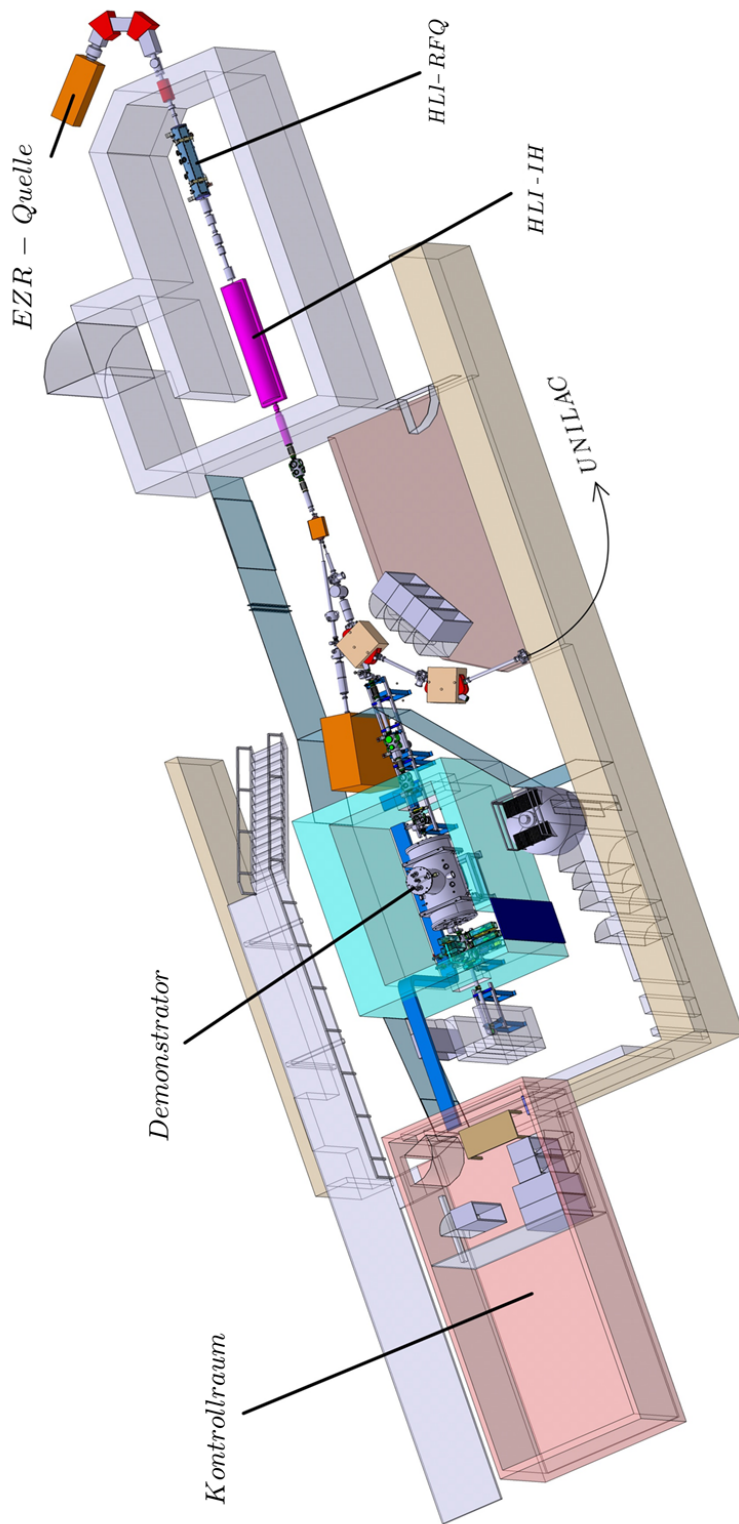 EZR − Quelle
HLI-RFQ
HLI-IH
UNILAC
Demonstrator
Kontrollraum